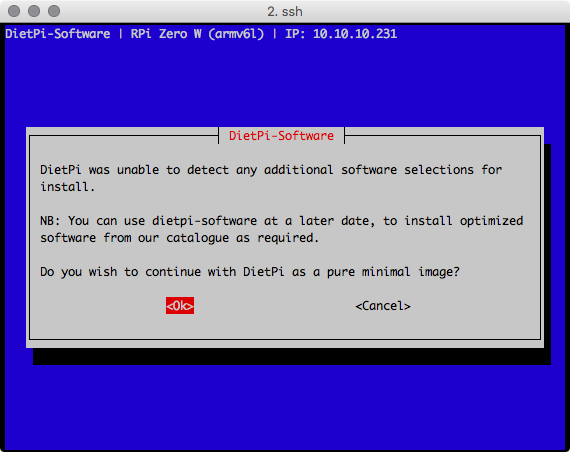 2. ssh
DietPi-Software | RPi Zero W (armv6l) | IP: 10.10.10.231
DietPi-Software
DietPi was unable to detect any additional software selections for
install.
NB: You can use dietpi-software at a later date, to install optimized
software from our catalogue as required.
Do you wish to continue with DietPi as a pure minimal image?
<Ok> <Cancel>